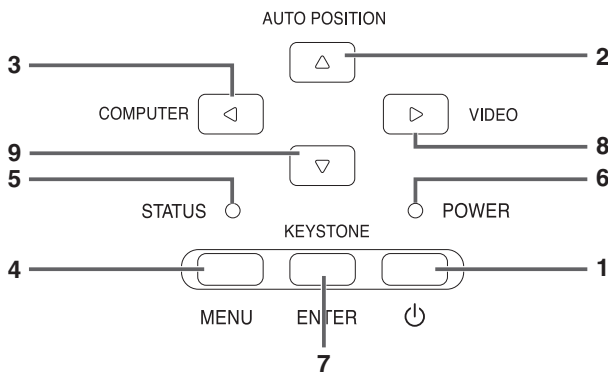 AUTO POSITION
3
2
COMPUTER
VIDEO
9
8
5
6
STATUS
POWER
KEYSTONE
4
1
MENU
ENTER
7